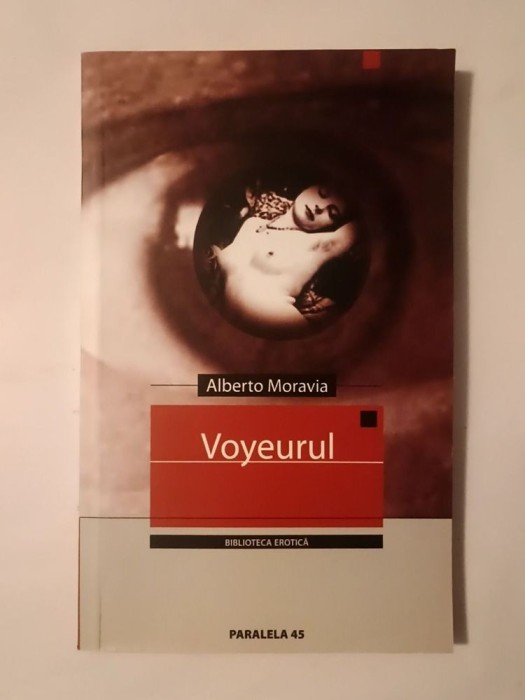 Alberto Moravia
Voyeurul
BIBLIOTECA EROTICĂ
PARALELA 45